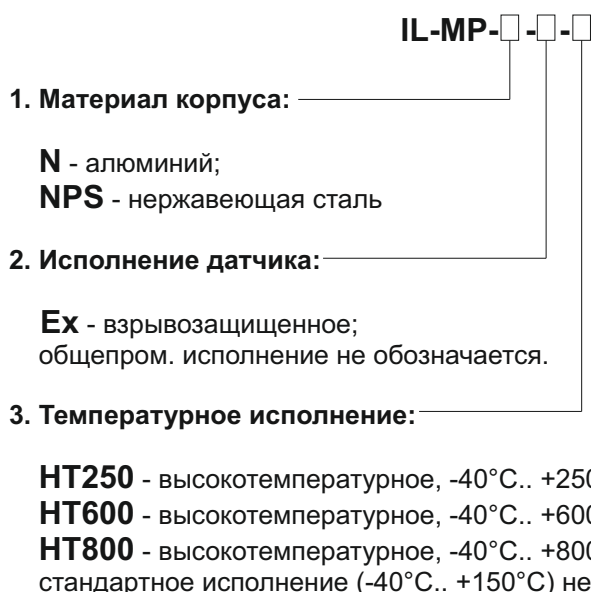 IL-MP-□ -□-□
1. Материал корпуса:
N - алюминий;
NPS - нержавеющая сталь
2. Исполнение датчика:
Ex - взрывозащищенное;
общепром. исполнение не обозначается.
3. Температурное исполнение:
HT250 - высокотемпературное, -40°C.. +250
HT600 - высокотемпературное, -40°C.. +600
HT800 - высокотемпературное, -40°C.. +800
стандартное исполнение (-40°C.. +150°C) не